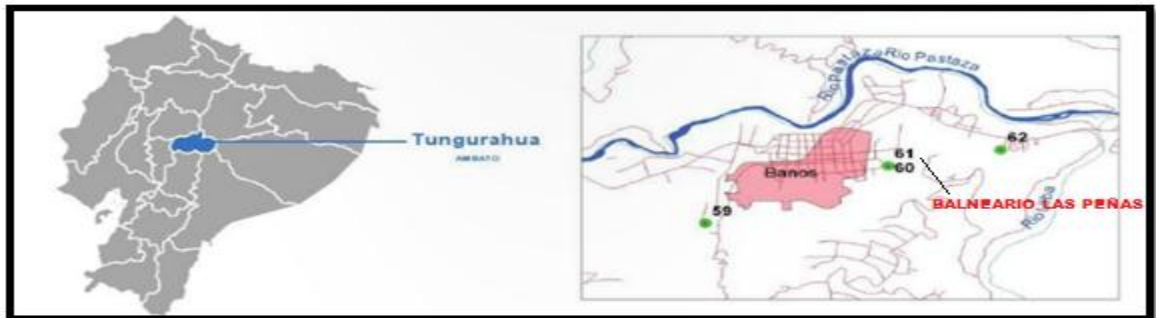 Tungurahua
AMBATO
Rio Pastaza
Rio Pastaza
62
61
60
Banos
BALNEARIO LAS PEÑAS
59